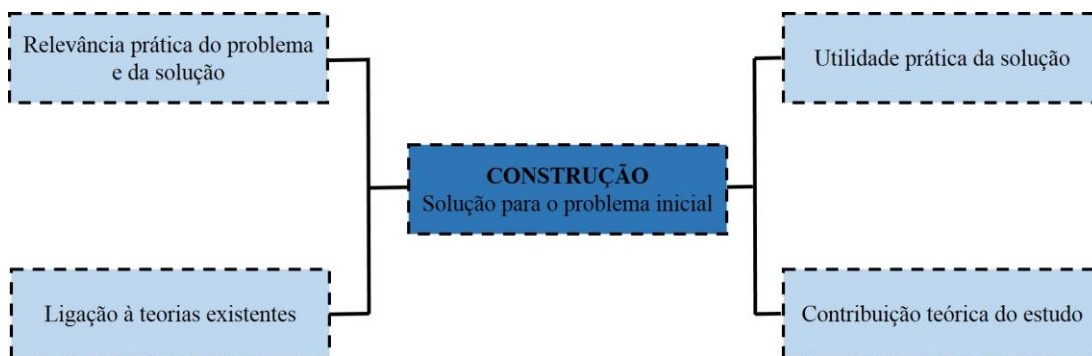 Relevância prática do problema
e da solução
Utilidade prática da solução
CONSTRUÇÃO
Solução para o problema inicial
Ligação à teorias existentes
Contribuição teórica do estudo